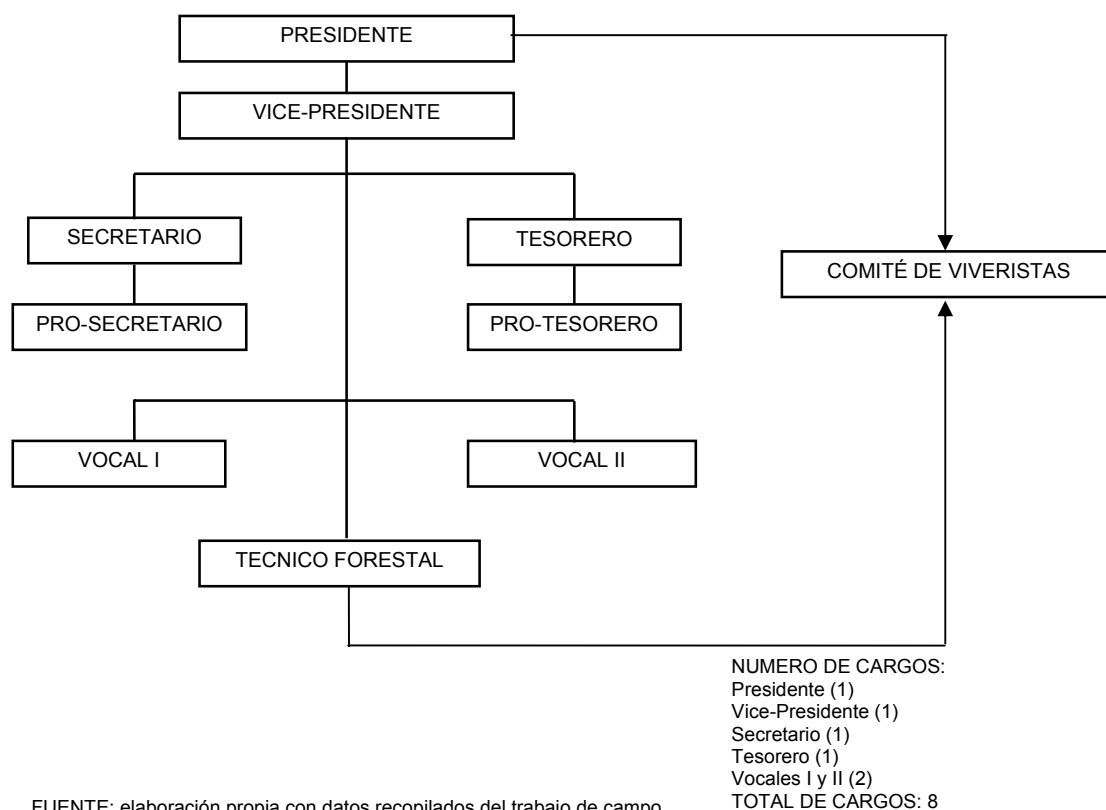 PRESIDENTE
VICE-PRESIDENTE
SECRETARIO
TESORERO
COMITÉ DE VIVERISTAS
PRO-SECRETARIO
PRO-TESORERO
VOCAL I
VOCAL II
TECNICO FORESTAL
NUMERO DE CARGOS:
Presidente (1)
Vice-Presidente (1)
Secretario (1)
Tesorero (1)
Vocales I y II (2)
TOTAL DE CARGOS: 8
FUENTE: elaboración propia con datos recopilados del trabajo de campo